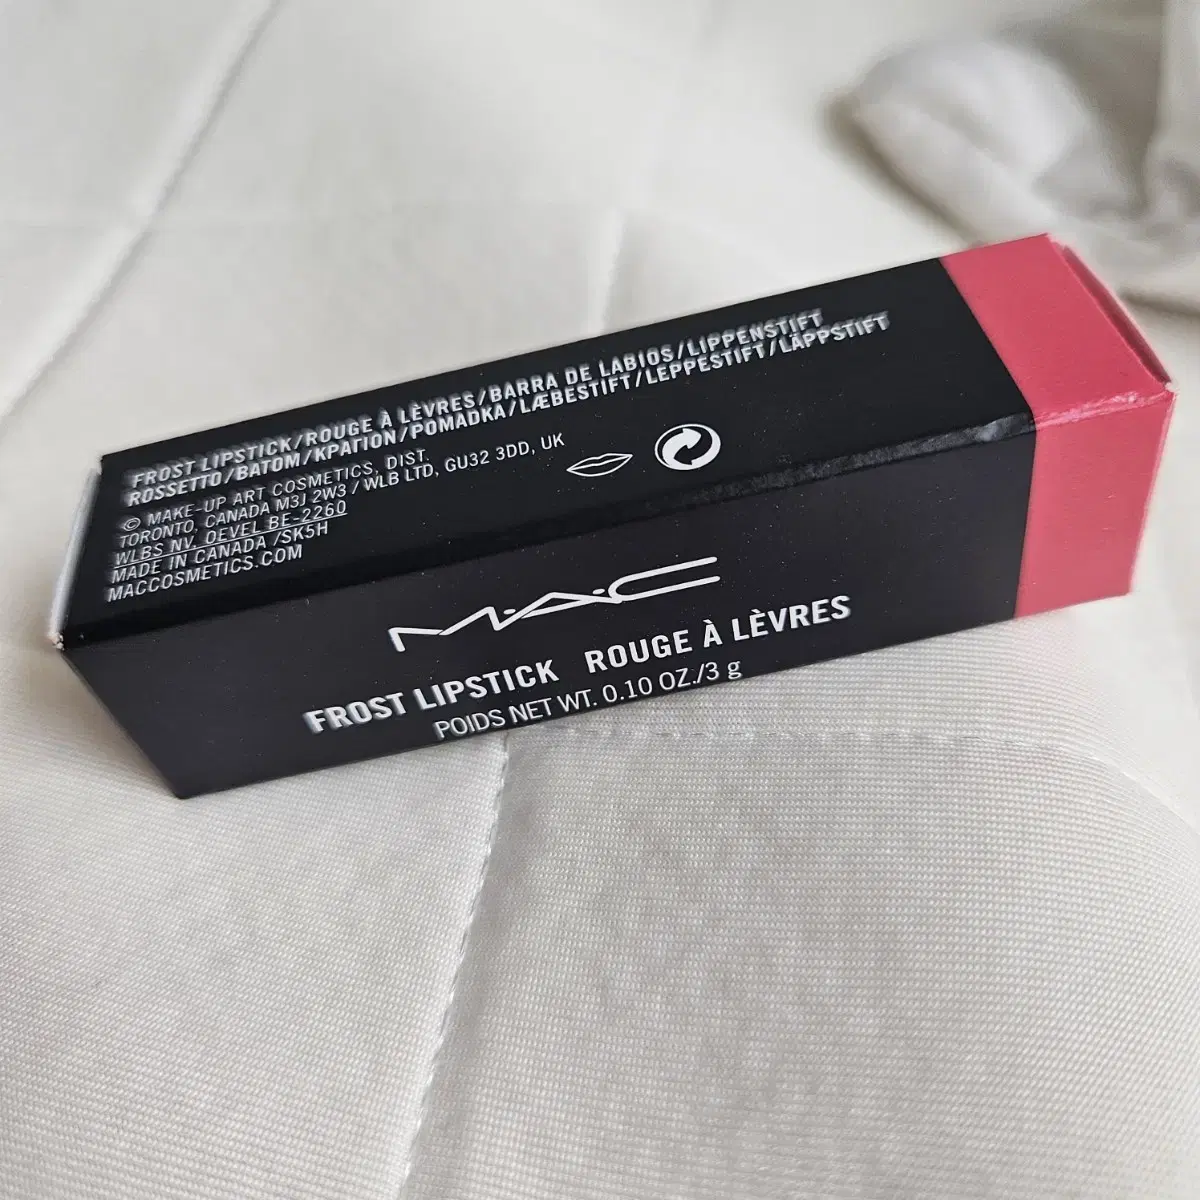 FROST LIPSTICK/ROUGE À LÈVRES/BARRA DE LABIOS/LIPPENSTIFT
ROSSETTO/BATOM/КРАТІОN/POMADKA/LÆBESTIFT/LEPPESTIFT/LÄPPSTIFT
© MAKE-UP ART COSMETICS, DIST.
TORONTO, CANADA M3J 2W3 / WLB LTD, GU32 3DD, UK
WLBS NV, OEVEL BE-2260
MADE IN CANADA /SK5H
MACCOSMETICS.COM
M·A·C
FROST LIPSTICK ROUGE À LÈVRES
POIDS NET WT. 0.10 OZ./3 g